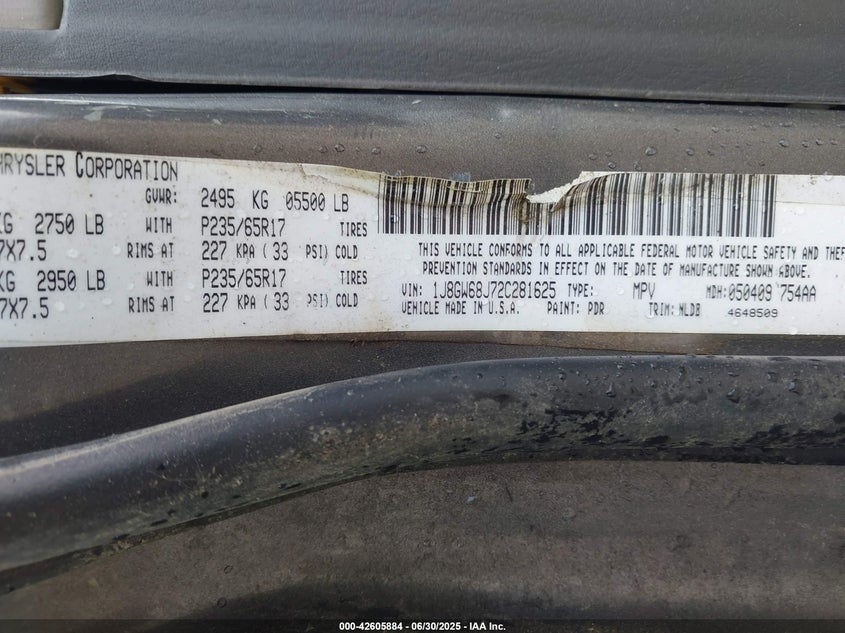 HRYSLER CORPORATION
GVWR: 2495 KG 05500 LB
KG 2750 LB WITH P235/65R17 TIRES
7X7.5 RIMS AT 227 KPA ( 33 PSI) COLD
KG 2950 LB WITH P235/65R17 TIRES
7X7.5 RIMS AT 227 KPA ( 33 PSI) COLD
THIS VEHICLE CONFORMS TO ALL APPLICABLE FEDERAL MOTOR VEHICLE SAFETY AND THEF
PREVENTION STANDARDS IN EFFECT ON THE DATE OF MANUFACTURE SHOWN ABOVE.
VIN: 1J8GW68J72C281625 TYPE: MPV MDH: 050409 754AA
VEHICLE MADE IN U.S.A. PAINT: PDR TRIM: NLDB 4648509
000-42605884 - 06/30/2025 - IAA Inc.